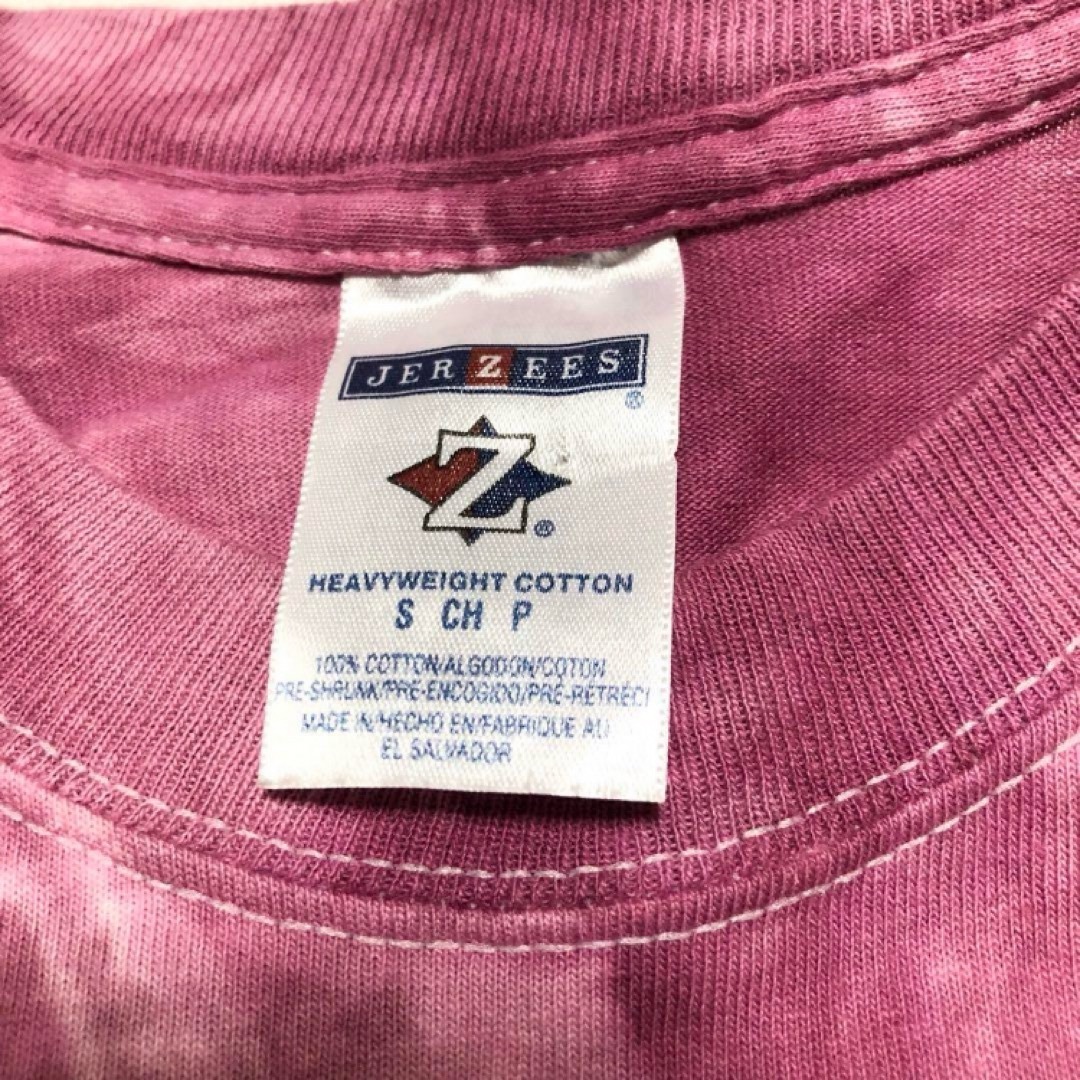 JERZEES
®
Z
®
HEAVYWEIGHT COTTON
S CH P
100% COTTON/ALGODON/COTON
PRE-SHRUNK/PRE-ENCOGIDO/PRE-RETRECI
MADE IN/HECHO EN/FABRIQUE AU
EL SALVADOR